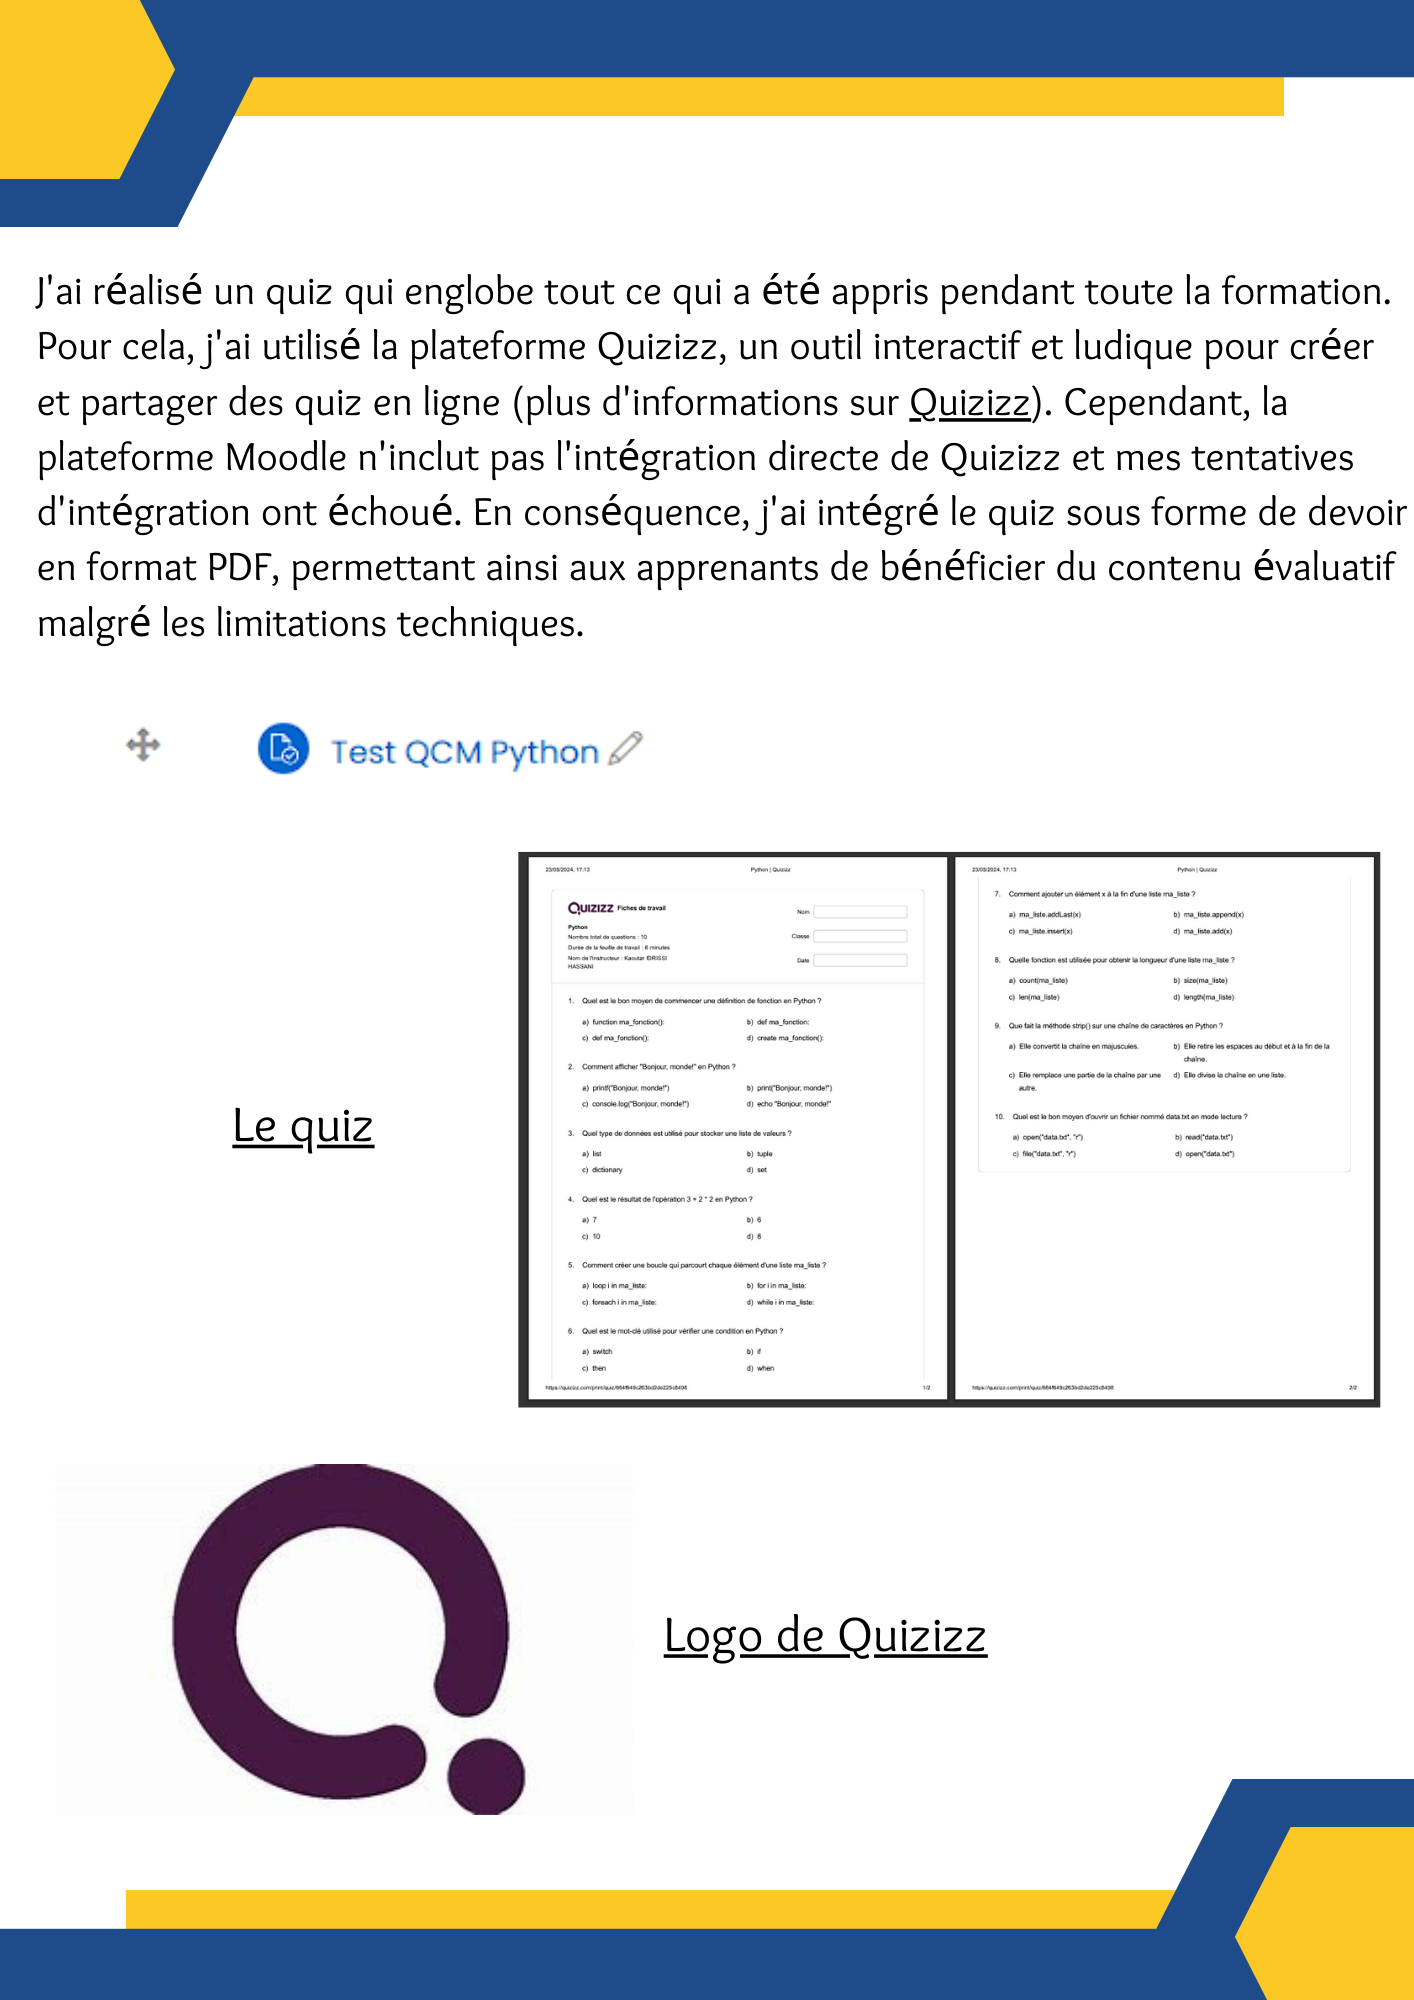 J'ai réalisé un quiz qui englobe tout ce qui a été appris pendant toute la formation.
Pour cela, j'ai utilisé la plateforme Quizizz, un outil interactif et ludique pour créer
et partager des quiz en ligne (plus d'informations sur Quizizz). Cependant, la
plateforme Moodle n'inclut pas l'intégration directe de Quizizz et mes tentatives
d'intégration ont échoué. En conséquence, j'ai intégré le quiz sous forme de devoir
en format PDF, permettant ainsi aux apprenants de bénéficier du contenu évaluatif
malgré les limitations techniques.
Test QCM Python
Le quiz
23/05/2024, 17:13
Python | Quizizz
QUIZIZZ Fiches de travail
Python
Nombre total de questions : 10
Durée de la feuille de travail : 6 minutes
Nom de l'instructeur : Kaoutar IDRISSI
HASSANI
Nom
Classe
Date
1. Quel est le bon moyen de commencer une définition de fonction en Python ?
a) function ma_fonction():
b) def ma_fonction:
c) def ma_fonction():
d) create ma_fonction():
2. Comment afficher "Bonjour, monde!" en Python ?
a) printf("Bonjour, monde!")
b) print("Bonjour, monde!")
c) console.log("Bonjour, monde!")
d) echo "Bonjour, monde!"
3. Quel type de données est utilisé pour stocker une liste de valeurs ?
a) list
b) tuple
c) dictionary
d) set
4. Quel est le résultat de l'opération 3 + 2 * 2 en Python ?
a) 7
b) 6
c) 10
d) 8
5. Comment créer une boucle qui parcourt chaque élément d'une liste ma_liste ?
a) loop i in ma_liste:
b) for i in ma_liste:
c) foreach i in ma_liste:
d) while i in ma_liste:
6. Quel est le mot-clé utilisé pour vérifier une condition en Python ?
a) switch
b) if
c) then
d) when
1/2
23/05/2024, 17:13
Python | Quizizz
7. Comment ajouter un élément x à la fin d'une liste ma_liste ?
a) ma_liste.addLast(x)
b) ma_liste.append(x)
c) ma_liste.insert(x)
d) ma_liste.add(x)
8. Quelle fonction est utilisée pour obtenir la longueur d'une liste ma_liste ?
a) count(ma_liste)
b) size(ma_liste)
c) len(ma_liste)
d) length(ma_liste)
9. Que fait la méthode strip() sur une chaîne de caractères en Python ?
a) Elle convertit la chaîne en majuscules.
b) Elle retire les espaces au début et à la fin de la
chaîne.
c) Elle remplace une partie de la chaîne par une
autre.
d) Elle divise la chaîne en une liste.
10. Quel est le bon moyen d'ouvrir un fichier nommé data.txt en mode lecture ?
a) open("data.txt", "r")
b) read("data.txt")
c) file("data.txt", "r")
d) open("data.txt")
2/2
Logo de Quizizz